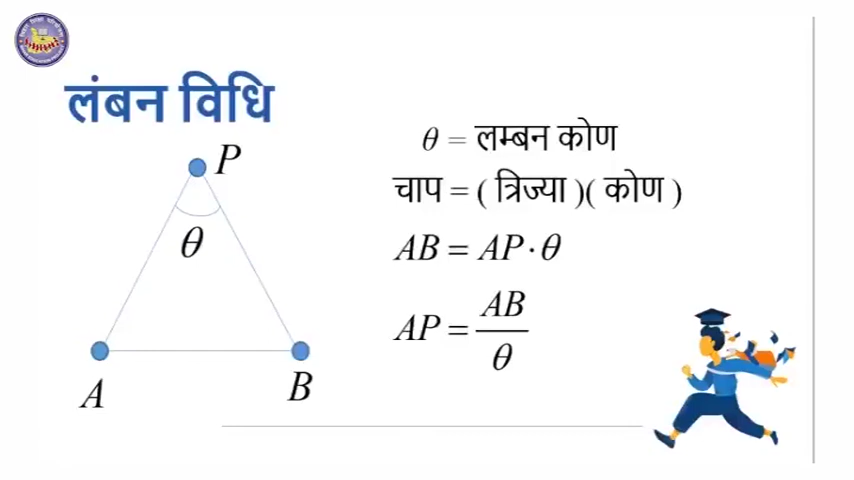 लंबन विधि
P
θ
A
B
θ = लम्बन कोण
चाप = ( त्रिज्या )( कोण )
AB = AP · θ
AP = AB / θ